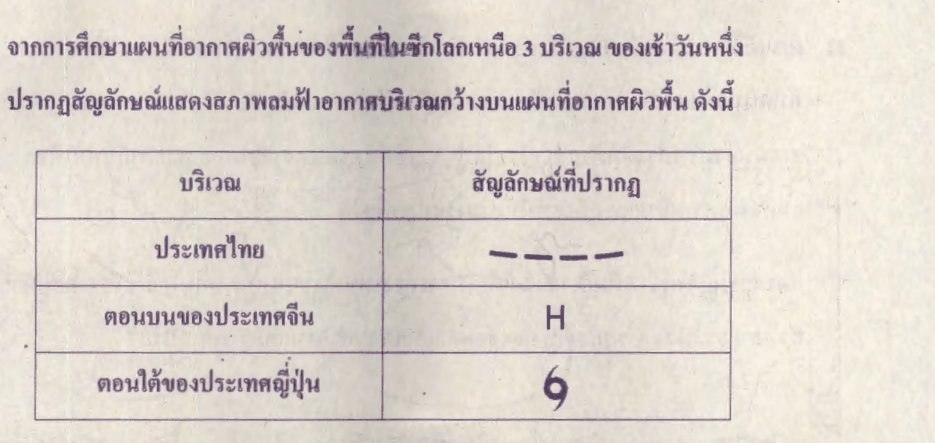 จากการศึกษาแผนที่อากาศผิวพื้นของพื้นที่ในซีกโลกเหนือ 3 บริเวณ ของเช้าวันหนึ่ง
ปรากฏสัญลักษณ์แสดงสภาพลมฟ้าอากาศบริเวณกว้างบนแผนที่อากาศผิวพื้น ดังนี้
บริเวณ สัญลักษณ์ที่ปรากฏ
ประเทศไทย
ตอนบนของประเทศจีน H
ตอนใต้ของประเทศญี่ปุ่น